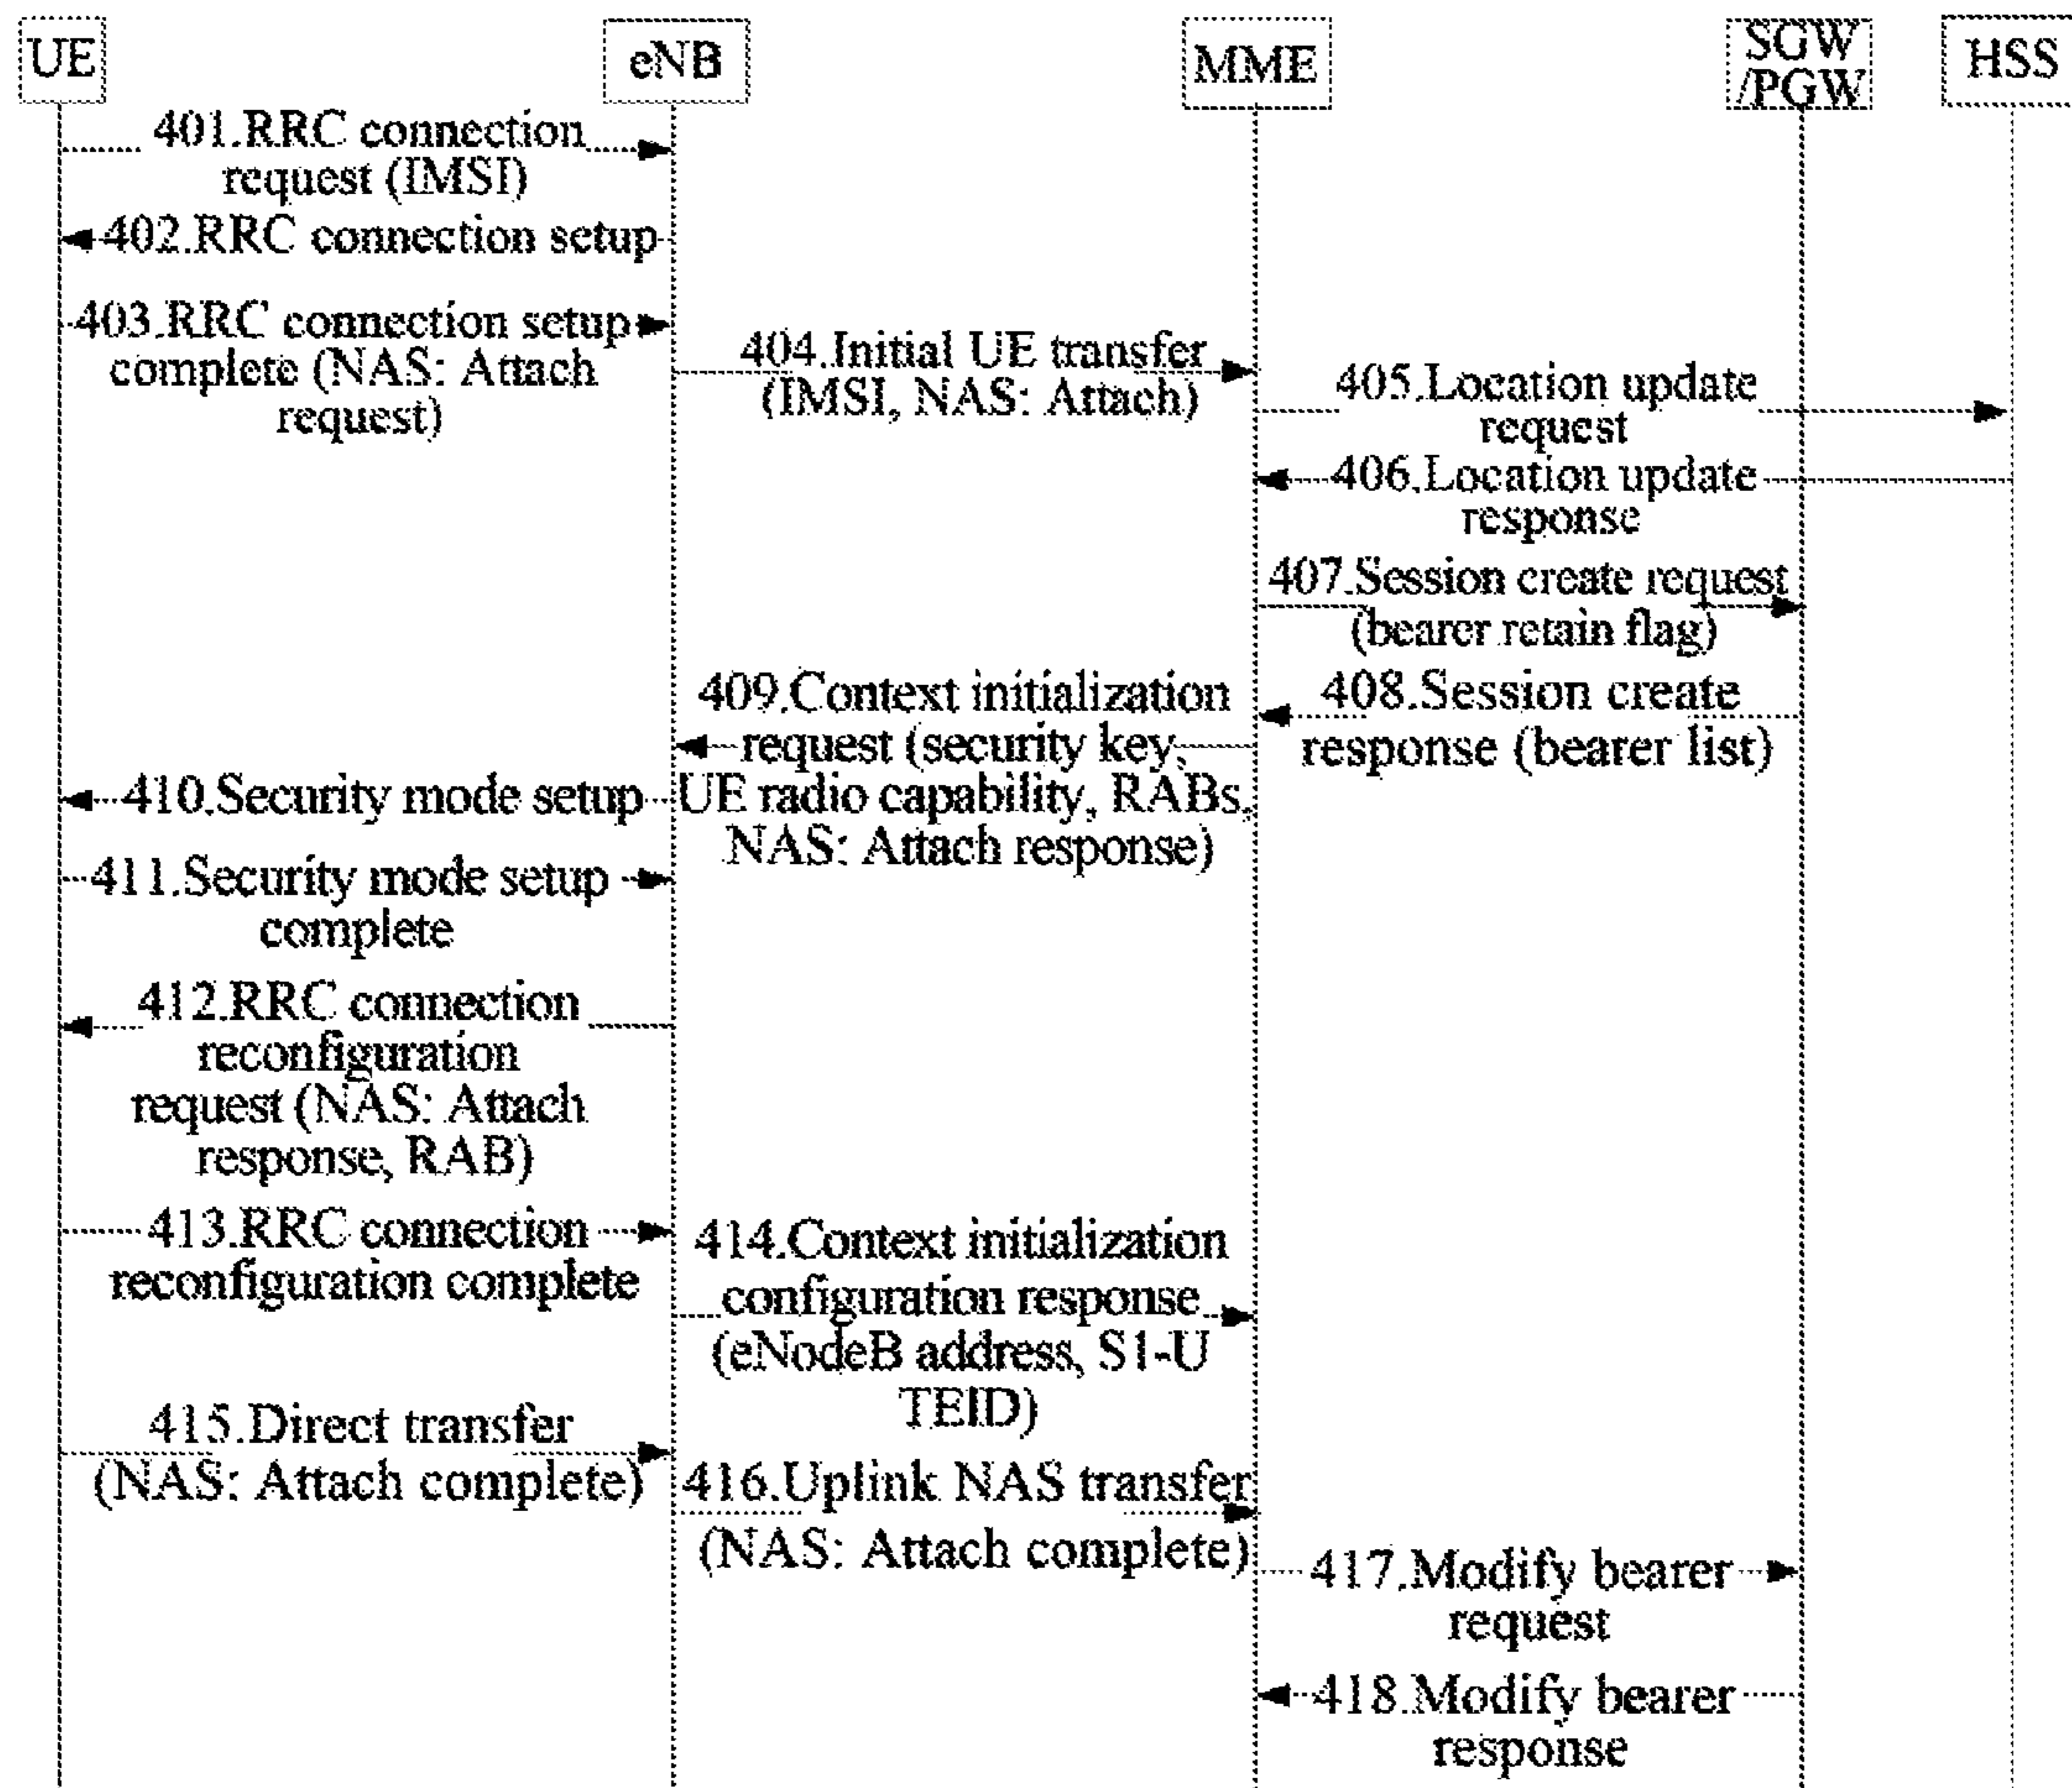 UE
eNB
MME
SGW
/PGW
HSS
401.RRC connection
request (IMSI)
402.RRC connection setup
403.RRC connection setup
complete (NAS: Attach
request)
404.Initial UE transfer
(IMSI, NAS: Attach)
405.Location update
request
406.Location update
response
407.Session create request
(bearer retain flag)
408.Session create
response (bearer list)
409.Context initialization
request (security key,
UE radio capability, RABs,
NAS: Attach response)
410.Security mode setup
411.Security mode setup
complete
412.RRC connection
reconfiguration
request (NAS: Attach
response, RAB)
413.RRC connection
reconfiguration complete
414.Context initialization
configuration response
(eNodeB address, S1-U
TEID)
415.Direct transfer
(NAS: Attach complete)
416.Uplink NAS transfer
(NAS: Attach complete)
417.Modify bearer
request
418.Modify bearer
response